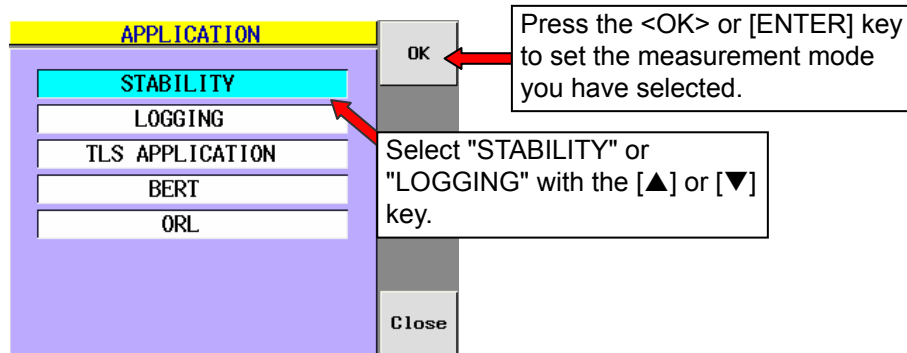 APPLICATION
OK
Press the <OK> or [ENTER] key
to set the measurement mode
you have selected.
STABILITY
LOGGING
TLS APPLICATION
BERT
ORL
Select "STABILITY" or
"LOGGING" with the [▲] or [▼]
key.
Close